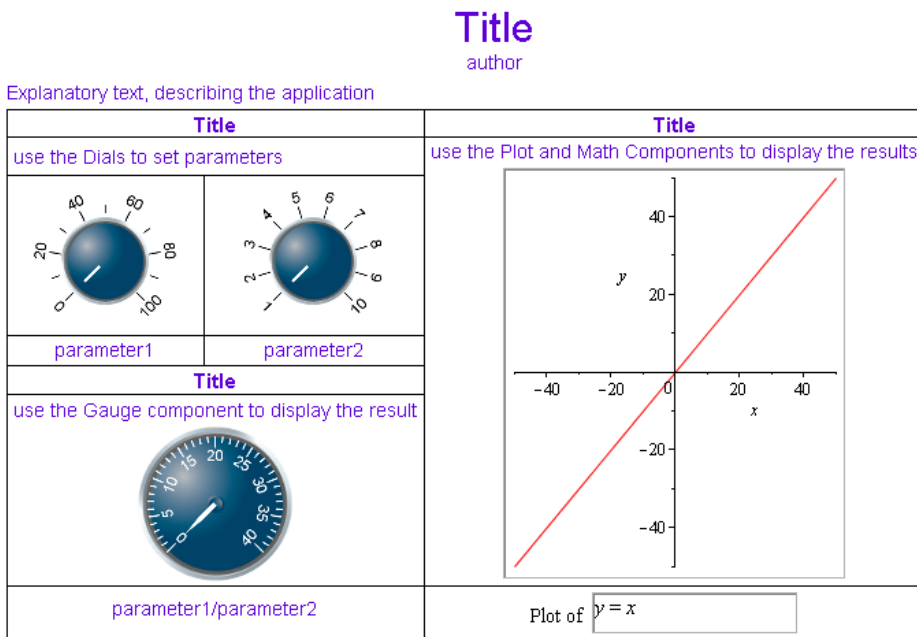 Title
author
Explanatory text, describing the application
Title
use the Dials to set parameters
0 20 40 60 80 100
1 2 3 4 5 6 7 8 9 10
parameter1 parameter2
Title
use the Gauge component to display the result
0 5 10 15 20 25 30 35 40
parameter1/parameter2
Title
use the Plot and Math Components to display the results
40
y
20
−40 −20 0 20 40
x
−20
−40
Plot of y = x